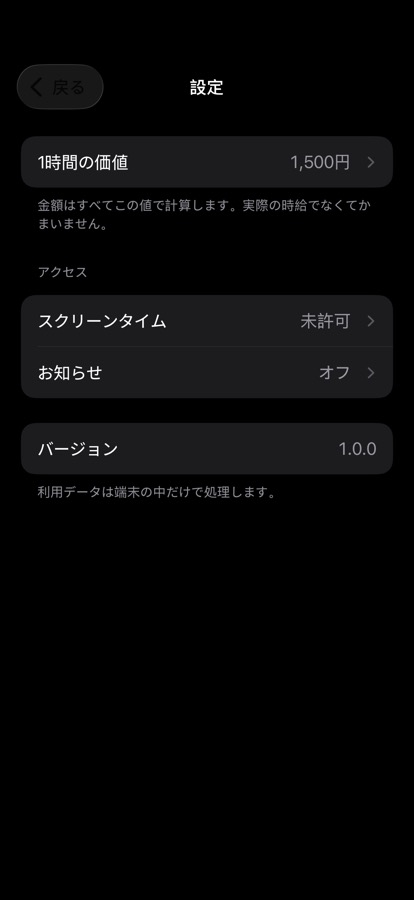 戻る
設定
1時間の価値
1,500円
金額はすべてこの値で計算します。実際の時給でなくてか
まいません。
アクセス
スクリーンタイム
未許可
お知らせ
オフ
バージョン
1.0.0
利用データは端末の中だけで処理します。